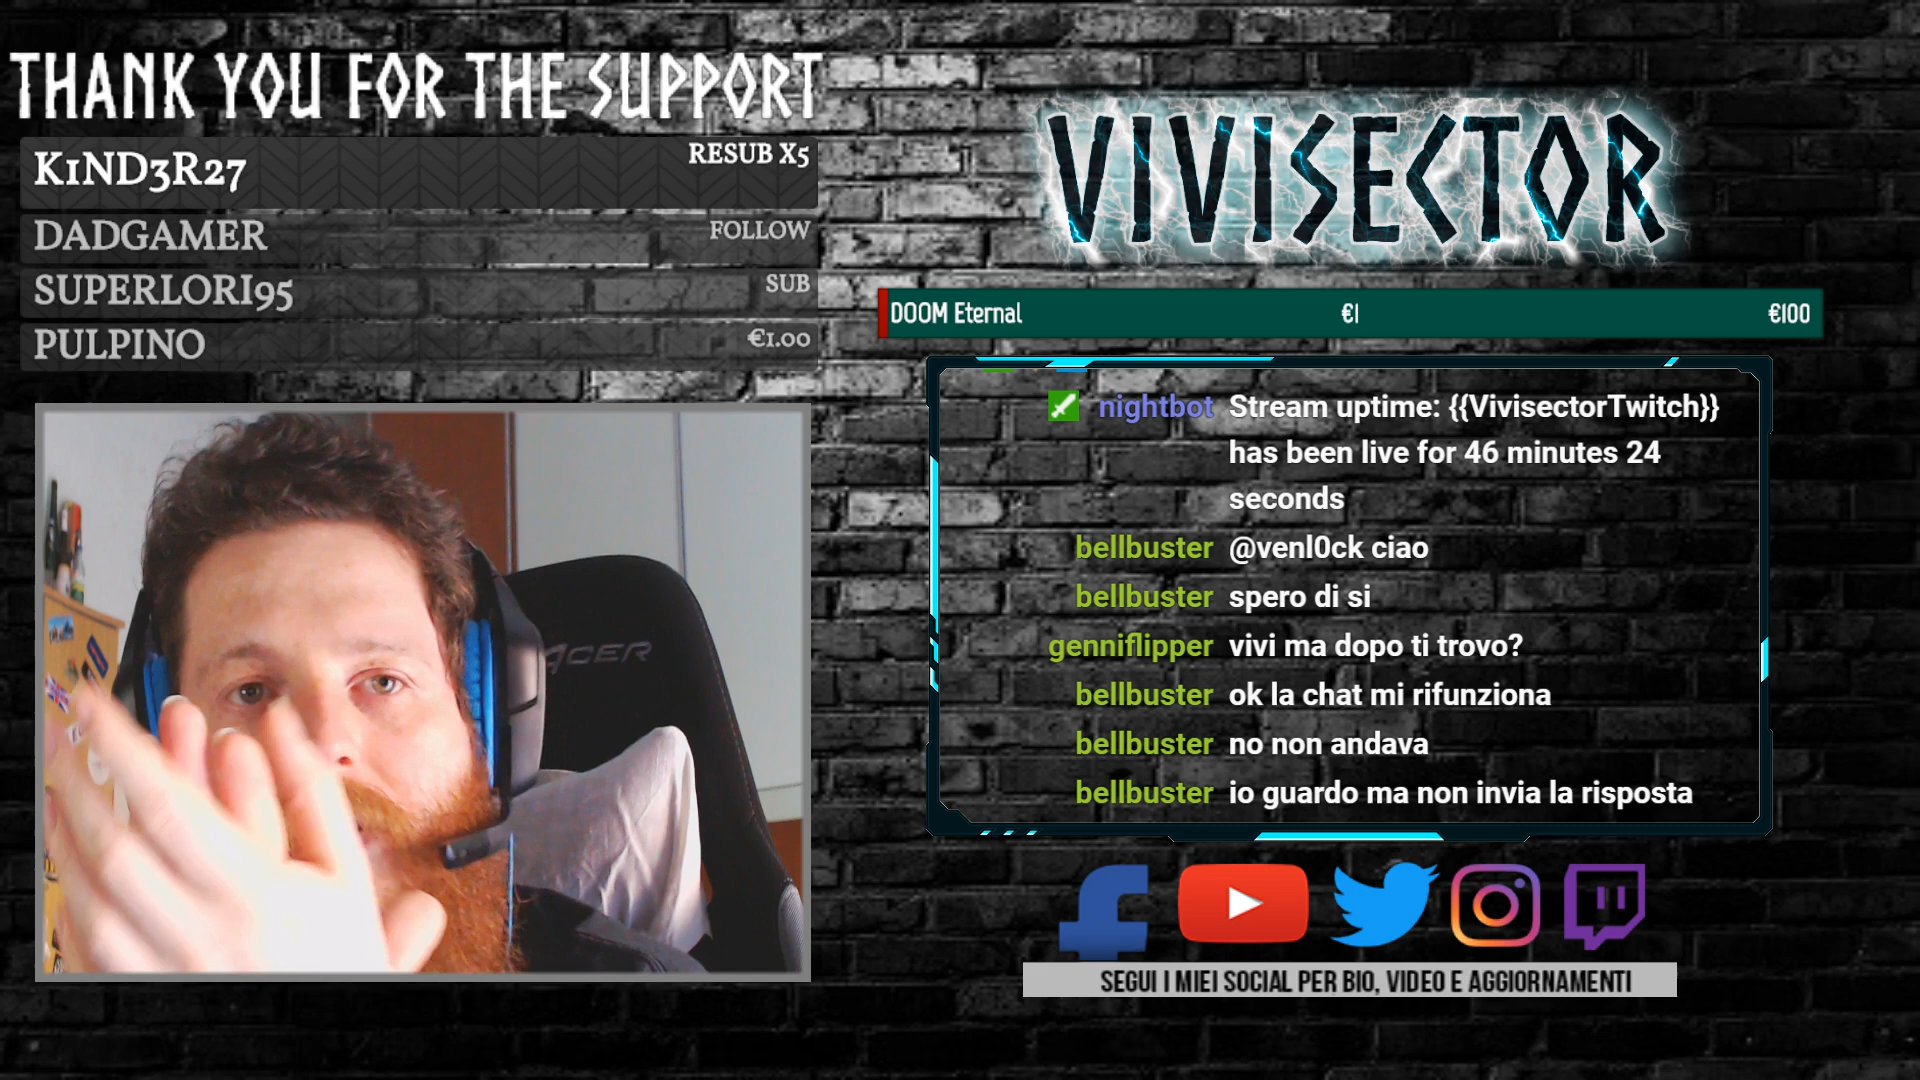 THANK YOU FOR THE SUPPORT
K1ND3R27 RESUB X5
DADGAMER FOLLOW
SUPERLORI95 SUB
PULPINO €1.00
VIVISECTOR
DOOM Eternal €1 €100
nightbot Stream uptime: {{VivisectorTwitch}}
has been live for 46 minutes 24
seconds
bellbuster @venl0ck ciao
bellbuster spero di si
genniflipper vivi ma dopo ti trovo?
bellbuster ok la chat mi rifunziona
bellbuster no non andava
bellbuster io guardo ma non invia la risposta
ACER
SEGUI I MIEI SOCIAL PER BIO, VIDEO E AGGIORNAMENTI